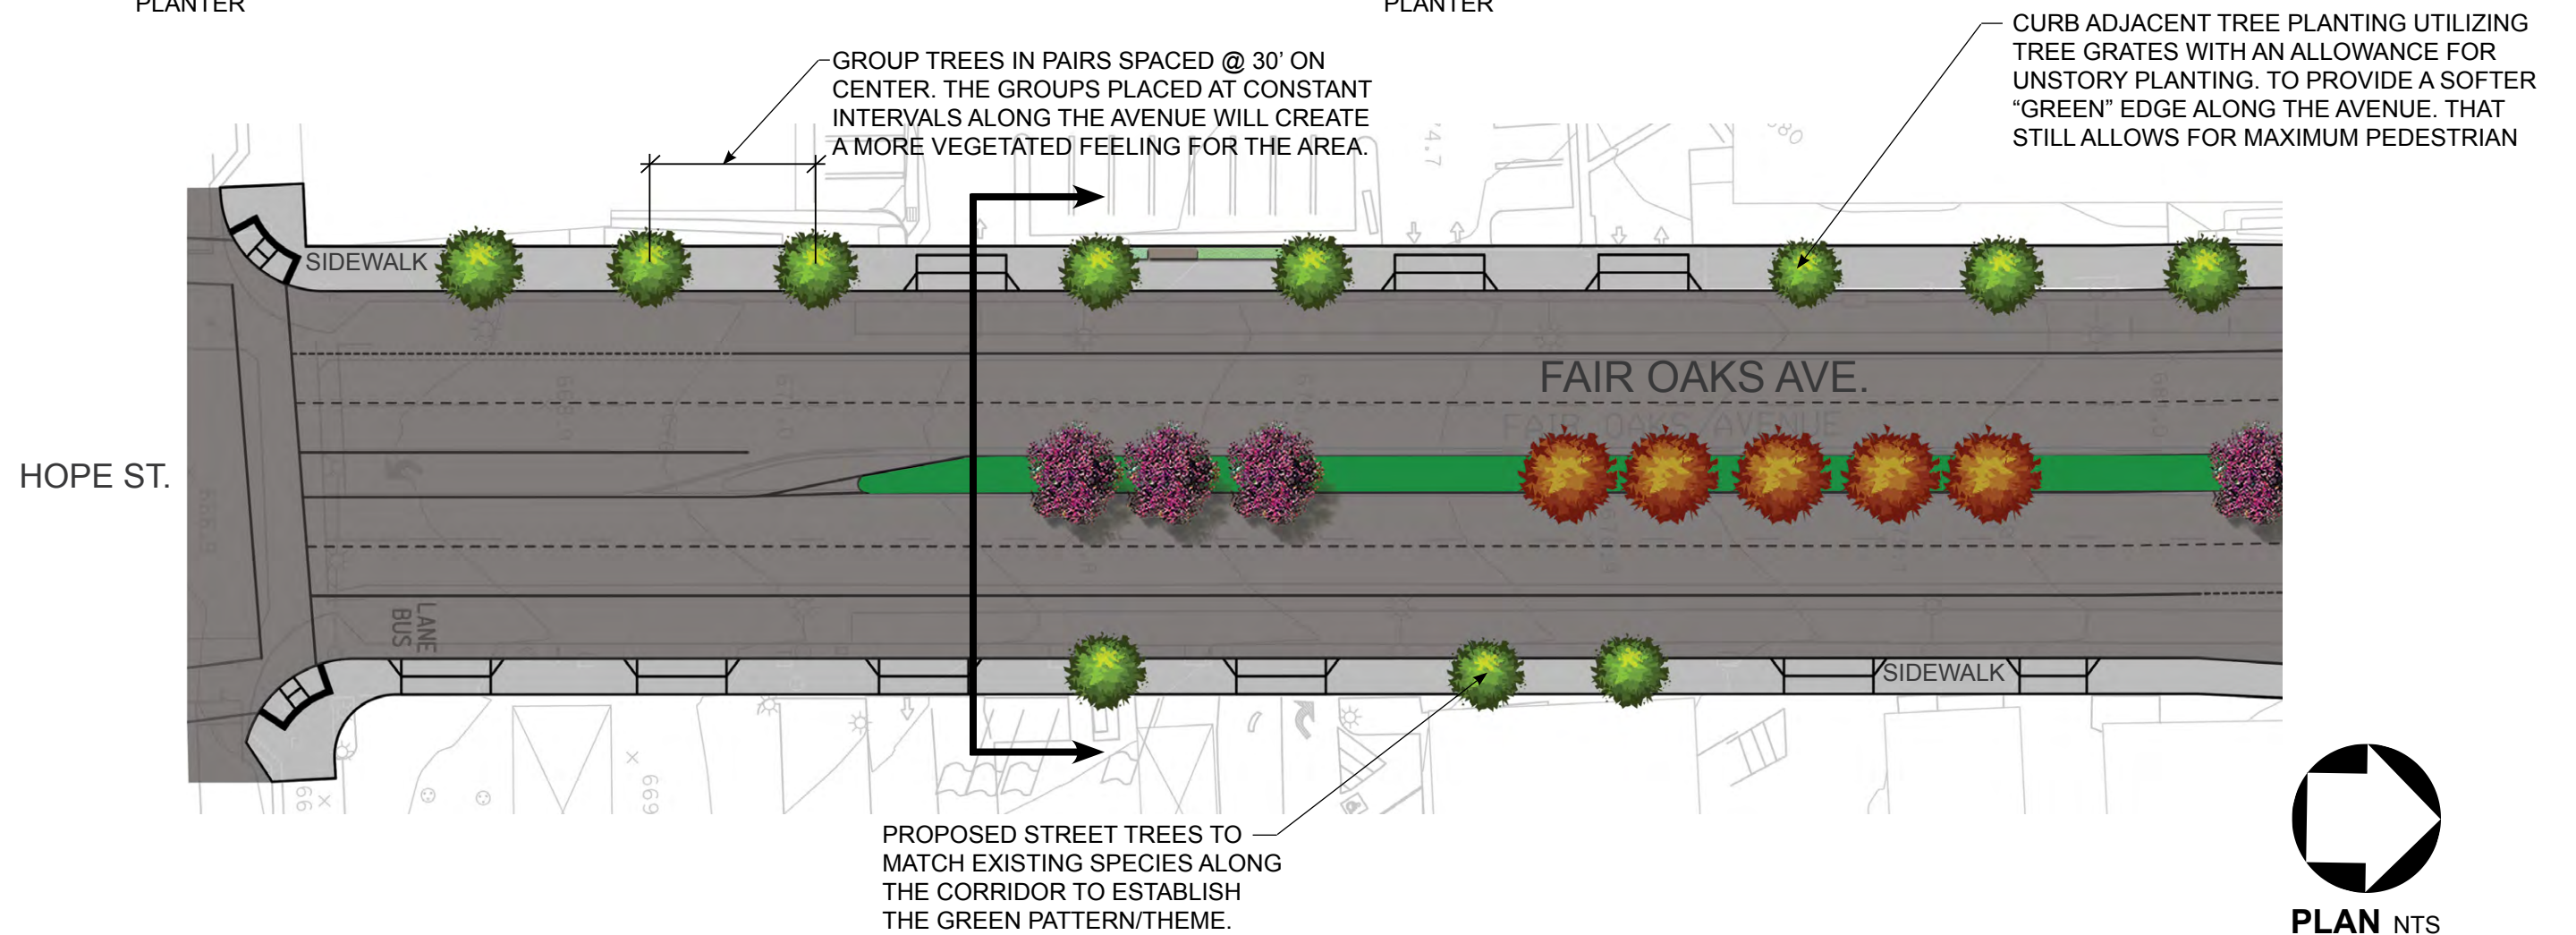 PLANTER
PLANTER
CURB ADJACENT TREE PLANTING UTILIZING
TREE GRATES WITH AN ALLOWANCE FOR
UNSTORY PLANTING. TO PROVIDE A SOFTER
“GREEN” EDGE ALONG THE AVENUE. THAT
STILL ALLOWS FOR MAXIMUM PEDESTRIAN
GROUP TREES IN PAIRS SPACED @ 30’ ON
CENTER. THE GROUPS PLACED AT CONSTANT
INTERVALS ALONG THE AVENUE WILL CREATE
A MORE VEGETATED FEELING FOR THE AREA.
SIDEWALK
FAIR OAKS AVE.
FAIR OAKS AVENUE
HOPE ST.
LANE
BUS
SIDEWALK
669
PROPOSED STREET TREES TO
MATCH EXISTING SPECIES ALONG
THE CORRIDOR TO ESTABLISH
THE GREEN PATTERN/THEME.
PLAN NTS